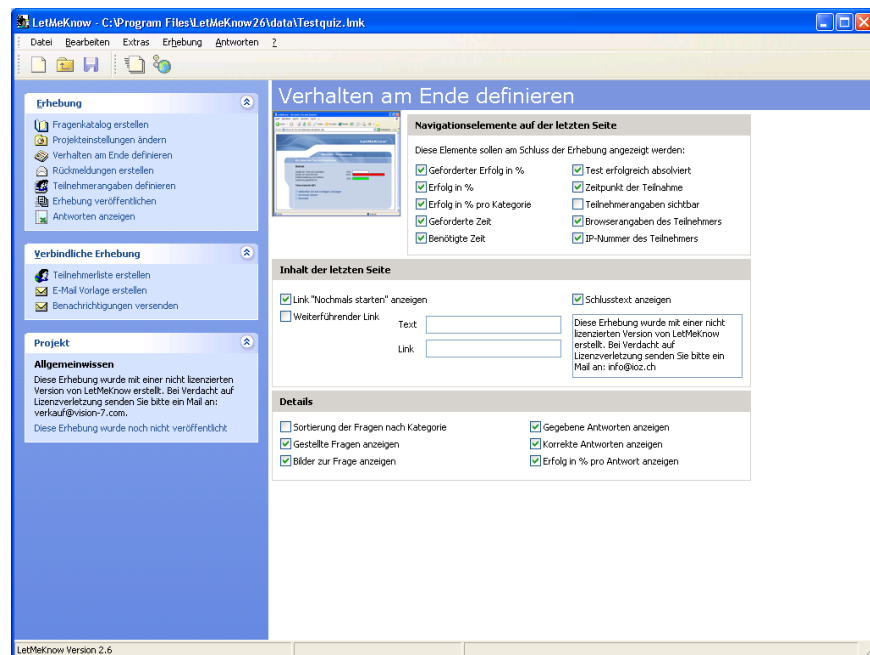 LetMeKnow - C:\Program Files\LetMeKnow26\data\Testquiz.lmk
Datei Bearbeiten Extras Erhebung Antworten ?
Erhebung
Fragenkatalog erstellen
Projekteinstellungen ändern
Verhalten am Ende definieren
Rückmeldungen erstellen
Teilnehmerangaben definieren
Erhebung veröffentlichen
Antworten anzeigen
Verbindliche Erhebung
Teilnehmerliste erstellen
E-Mail Vorlage erstellen
Benachrichtigungen versenden
Projekt
Allgemeinwissen
Diese Erhebung wurde mit einer nicht lizenzierten
Version von LetMeKnow erstellt. Bei Verdacht auf
Lizenzverletzung senden Sie bitte ein Mail an:
verkauf@vision-7.com.
Diese Erhebung wurde noch nicht veröffentlicht
Verhalten am Ende definieren
LetMeKnow
Navigationselemente auf der letzten Seite
Diese Elemente sollen am Schluss der Erhebung angezeigt werden:
Geforderter Erfolg in % Test erfolgreich absolviert
Erfolg in % Zeitpunkt der Teilnahme
Erfolg in % pro Kategorie Teilnehmerangaben sichtbar
Geforderte Zeit Browserangaben des Teilnehmers
Benötigte Zeit IP-Nummer des Teilnehmers
Inhalt der letzten Seite
Link "Nochmals starten" anzeigen Schlusstext anzeigen
Weiterführender Link
Text
Link
Diese Erhebung wurde mit einer nicht
lizenzierten Version von LetMeKnow
erstellt. Bei Verdacht auf
Lizenzverletzung senden Sie bitte ein
Mail an: info@ioz.ch
Details
Sortierung der Fragen nach Kategorie Gegebene Antworten anzeigen
Gestellte Fragen anzeigen Korrekte Antworten anzeigen
Bilder zur Frage anzeigen Erfolg in % pro Antwort anzeigen
LetMeKnow Version 2.6